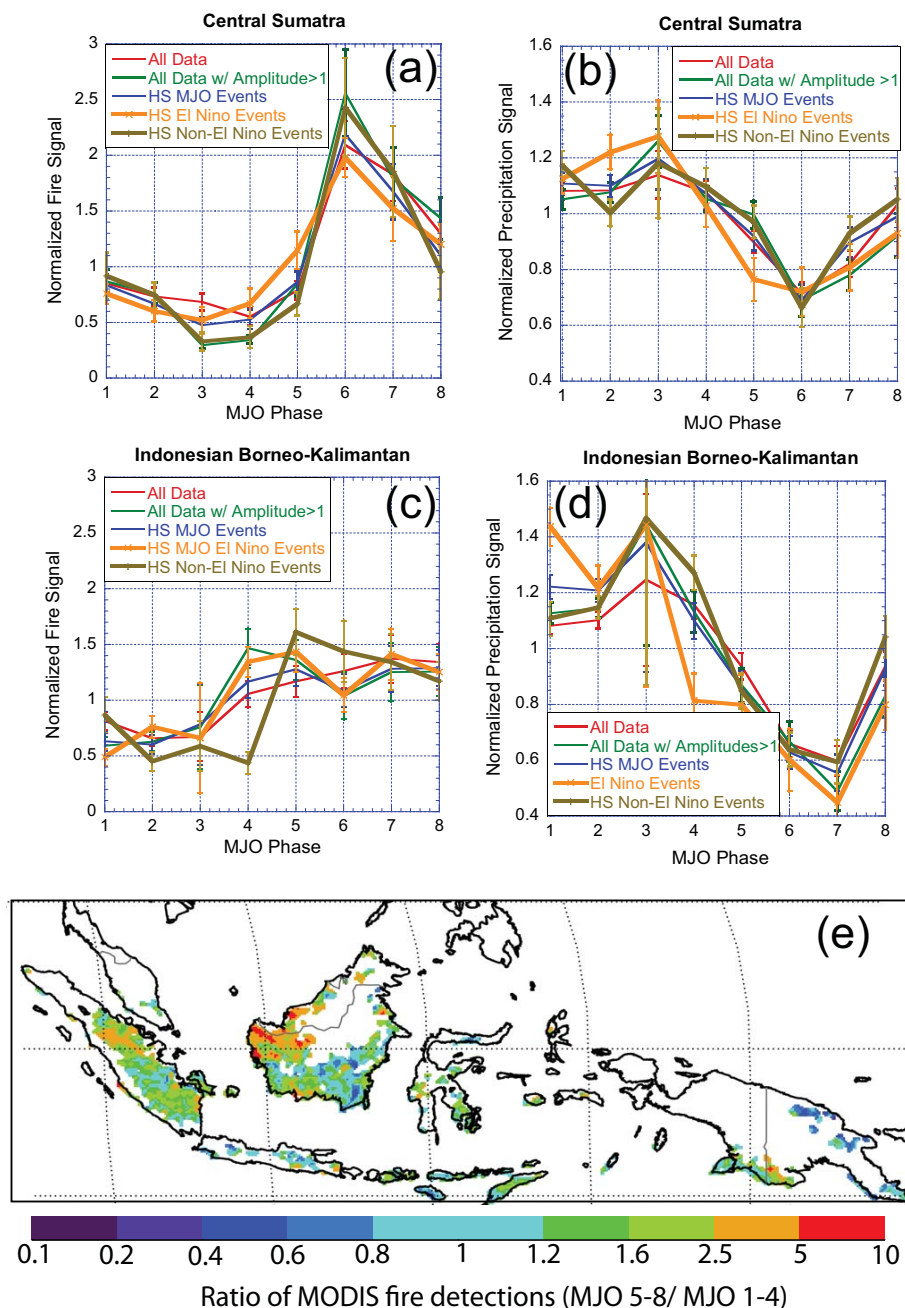 Central Sumatra
(a)
Normalized Fire Signal
3
2.5
2
1.5
1
0.5
0
All Data
All Data w/ Amplitude>1
HS MJO Events
HS El Nino Events
HS Non-El Nino Events
1 2 3 4 5 6 7 8
MJO Phase
Central Sumatra
(b)
Normalized Precipitation Signal
1.6
1.4
1.2
1.0
0.8
0.6
0.4
All Data
All Data w/ Amplitude >1
HS MJO Events
HS El Nino Events
HS Non-El Nino Events
1 2 3 4 5 6 7 8
MJO Phase
Indonesian Borneo-Kalimantan
(c)
Normalized Fire Signal
3
2.5
2
1.5
1
0.5
0
All Data
All Data w/ Amplitude>1
HS MJO Events
HS MJO El Nino Events
HS Non-El Nino Events
1 2 3 4 5 6 7 8
MJO Phase
Indonesian Borneo-Kalimantan
(d)
Normalized Precipitation Signal
1.6
1.4
1.2
1.0
0.8
0.6
0.4
All Data
All Data w/ Amplitudes>1
HS MJO Events
El Nino Events
HS Non-El Nino Events
1 2 3 4 5 6 7 8
MJO Phase
(e)
0.1 0.2 0.4 0.6 0.8 1 1.2 1.6 2.5 5 10
Ratio of MODIS fire detections (MJO 5-8/ MJO 1-4)